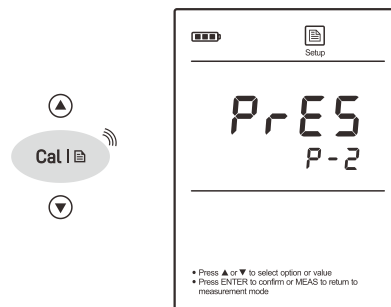 Setup
PrES
P-2
Cal |
• Press ▲ or ▼ to select option or value
• Press ENTER to confirm or MEAS to return to
measurement mode